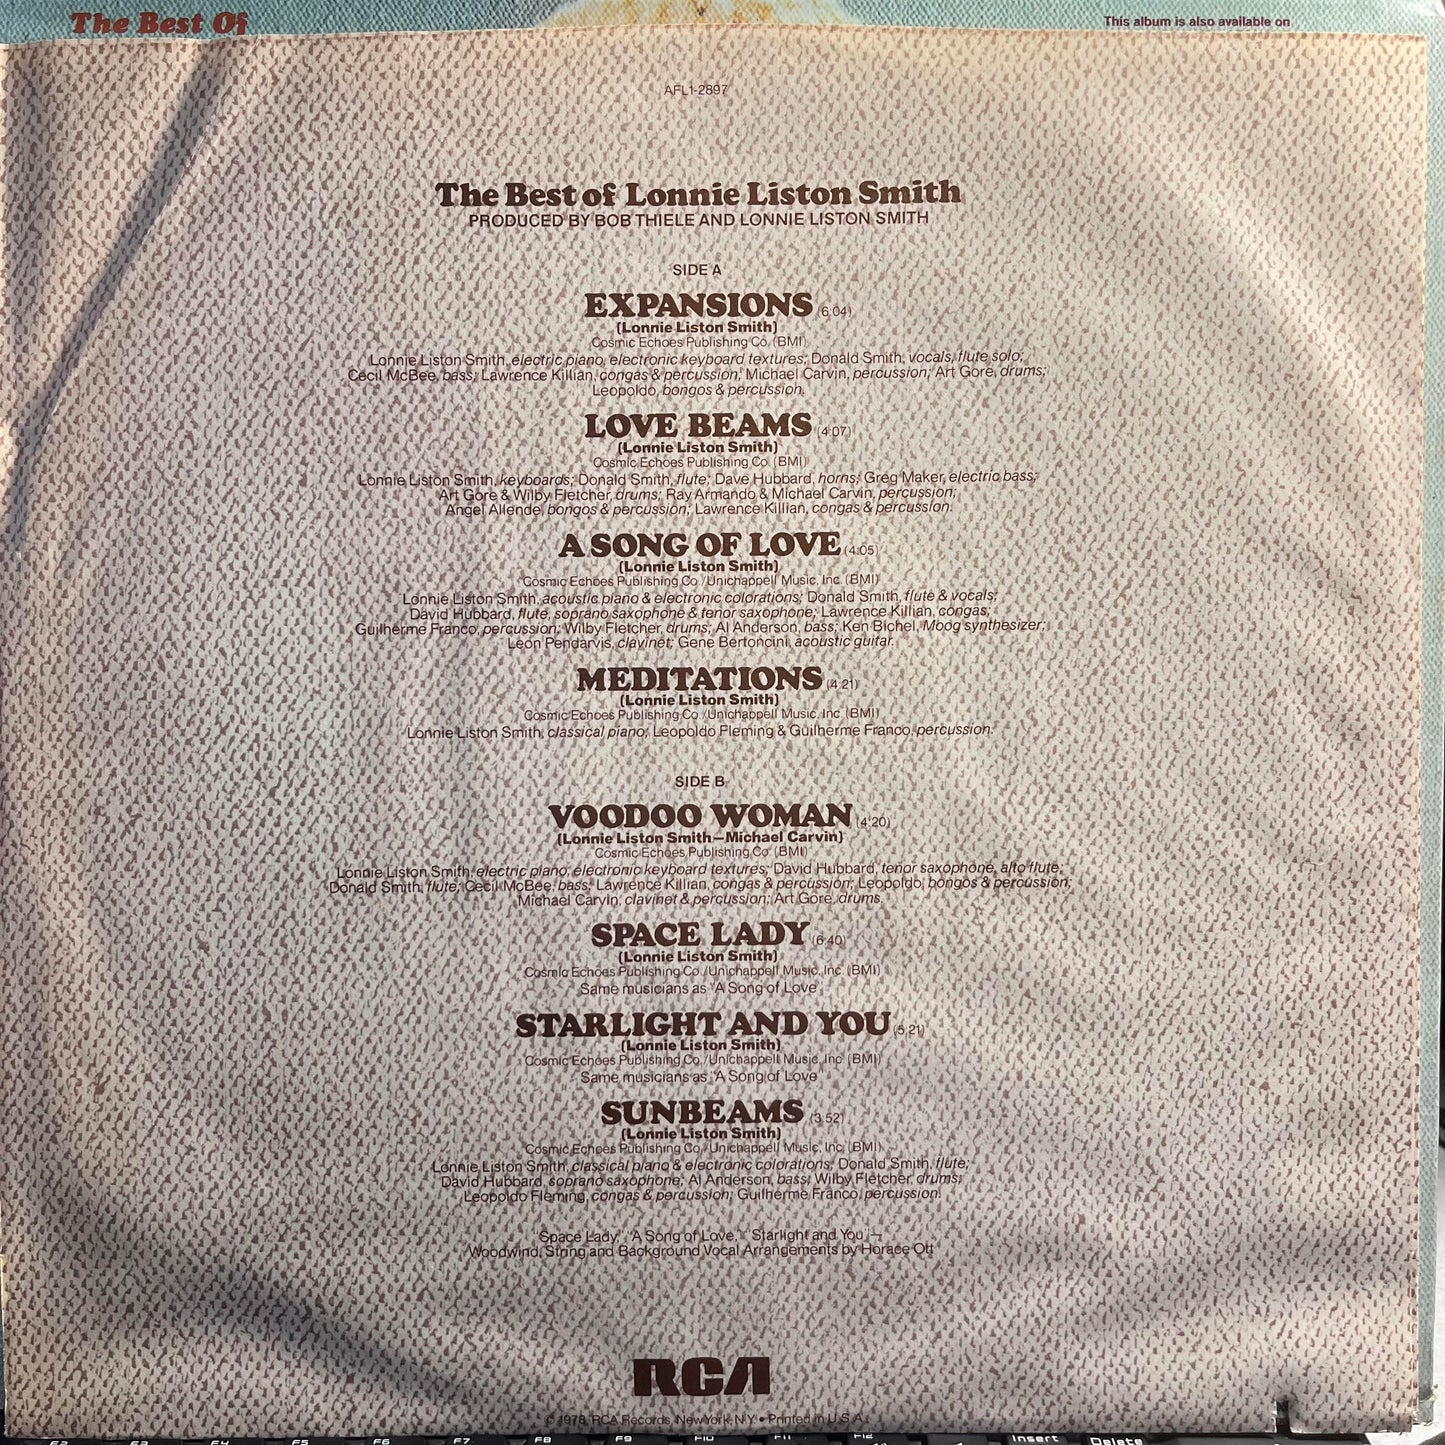 The Best Of
This album is also available on
AFL1-2897
The Best of Lonnie Liston Smith
PRODUCED BY BOB THIELE AND LONNIE LISTON SMITH
SIDE A
EXPANSIONS (6:04)
(Lonnie Liston Smith)
Cosmic Echoes Publishing Co. (BMI)
Lonnie Liston Smith, electric piano, electronic keyboard textures; Donald Smith, vocals, flute solo;
Cecil McBee, bass; Lawrence Killian, congas & percussion; Michael Carvin, percussion; Art Gore, drums;
Leopoldo, bongos & percussion.
LOVE BEAMS (4:07)
(Lonnie Liston Smith)
Cosmic Echoes Publishing Co. (BMI)
Lonnie Liston Smith, keyboards; Donald Smith, flute; Dave Hubbard, horns; Greg Maker, electric bass;
Art Gore & Wilby Fletcher, drums; Ray Armando & Michael Carvin, percussion;
Angel Allende, bongos & percussion; Lawrence Killian, congas & percussion.
A SONG OF LOVE (4:05)
(Lonnie Liston Smith)
Cosmic Echoes Publishing Co./Unichappell Music, Inc. (BMI)
Lonnie Liston Smith, acoustic piano & electronic colorations; Donald Smith, flute & vocals;
David Hubbard, flute, soprano saxophone & tenor saxophone; Lawrence Killian, congas;
Guilherme Franco, percussion; Wilby Fletcher, drums; Al Anderson, bass; Ken Bichel, Moog synthesizer;
Leon Pendarvis, clavinet; Gene Bertoncini, acoustic guitar.
MEDITATIONS (4:21)
(Lonnie Liston Smith)
Cosmic Echoes Publishing Co./Unichappell Music, Inc. (BMI)
Lonnie Liston Smith, classical piano; Leopoldo Fleming & Guilherme Franco, percussion.
SIDE B
VOODOO WOMAN (4:20)
(Lonnie Liston Smith—Michael Carvin)
Cosmic Echoes Publishing Co. (BMI)
Lonnie Liston Smith, electric piano, electronic keyboard textures; David Hubbard, tenor saxophone, alto flute;
Donald Smith, flute; Cecil McBee, bass; Lawrence Killian, congas & percussion; Leopoldo, bongos & percussion;
Michael Carvin, clavinet & percussion; Art Gore, drums.
SPACE LADY (6:40)
(Lonnie Liston Smith)
Cosmic Echoes Publishing Co./Unichappell Music, Inc. (BMI)
Same musicians as "A Song of Love"
STARLIGHT AND YOU (5:21)
(Lonnie Liston Smith)
Cosmic Echoes Publishing Co./Unichappell Music, Inc. (BMI)
Same musicians as "A Song of Love"
SUNBEAMS (3:52)
(Lonnie Liston Smith)
Cosmic Echoes Publishing Co./Unichappell Music, Inc. (BMI)
Lonnie Liston Smith, classical piano & electronic colorations; Donald Smith, flute;
David Hubbard, soprano saxophone; Al Anderson, bass; Wilby Fletcher, drums;
Leopoldo Fleming, congas & percussion; Guilherme Franco, percussion.
"Space Lady," "A Song of Love," "Starlight and You"—
Woodwind, String and Background Vocal Arrangements by Horace Ott
RCA
© 1978, RCA Records, New York, N.Y. • Printed in U.S.A.
F2 F3 F4 F5 F6 F7 F8 F9 F10 F11 F12 Insert Delete